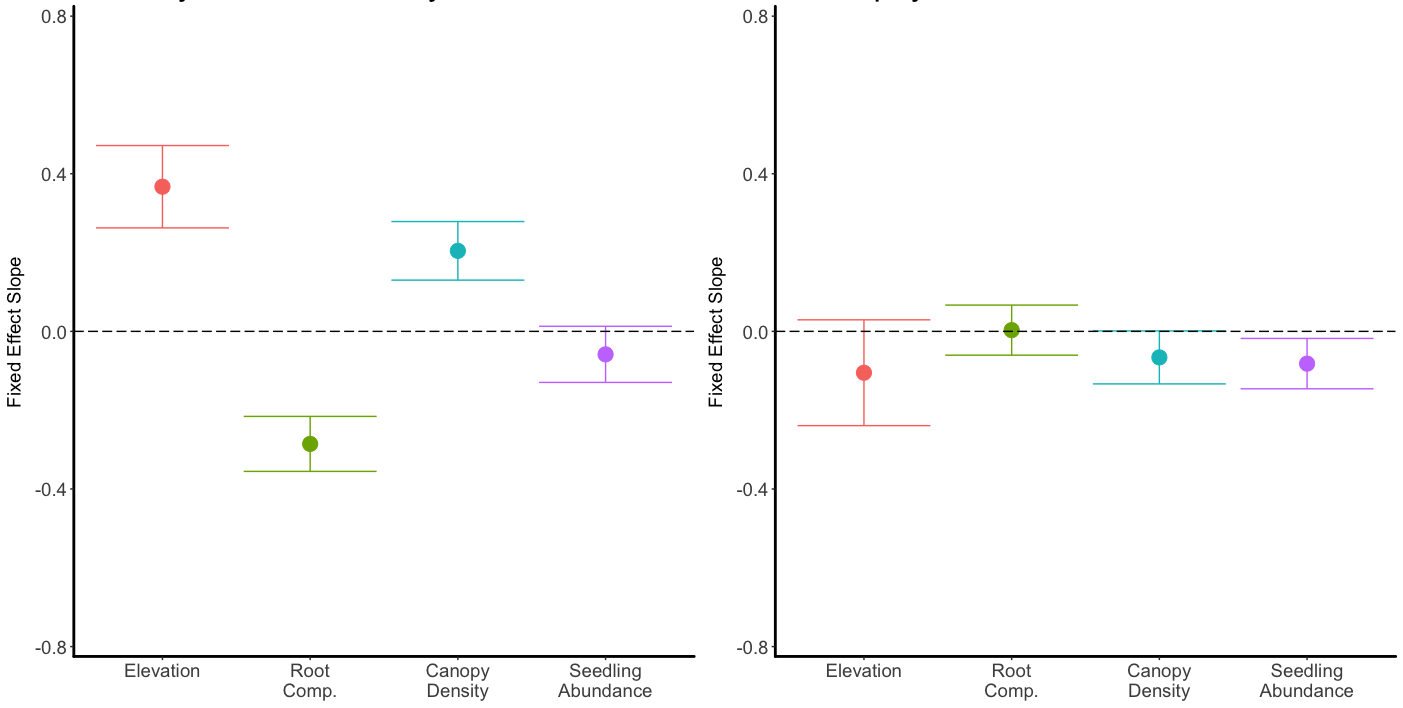 0.8
0.4
0.0
-0.4
-0.8
Fixed Effect Slope
Elevation
Root
Comp.
Canopy
Density
Seedling
Abundance
0.8
0.4
0.0
-0.4
-0.8
Fixed Effect Slope
Elevation
Root
Comp.
Canopy
Density
Seedling
Abundance